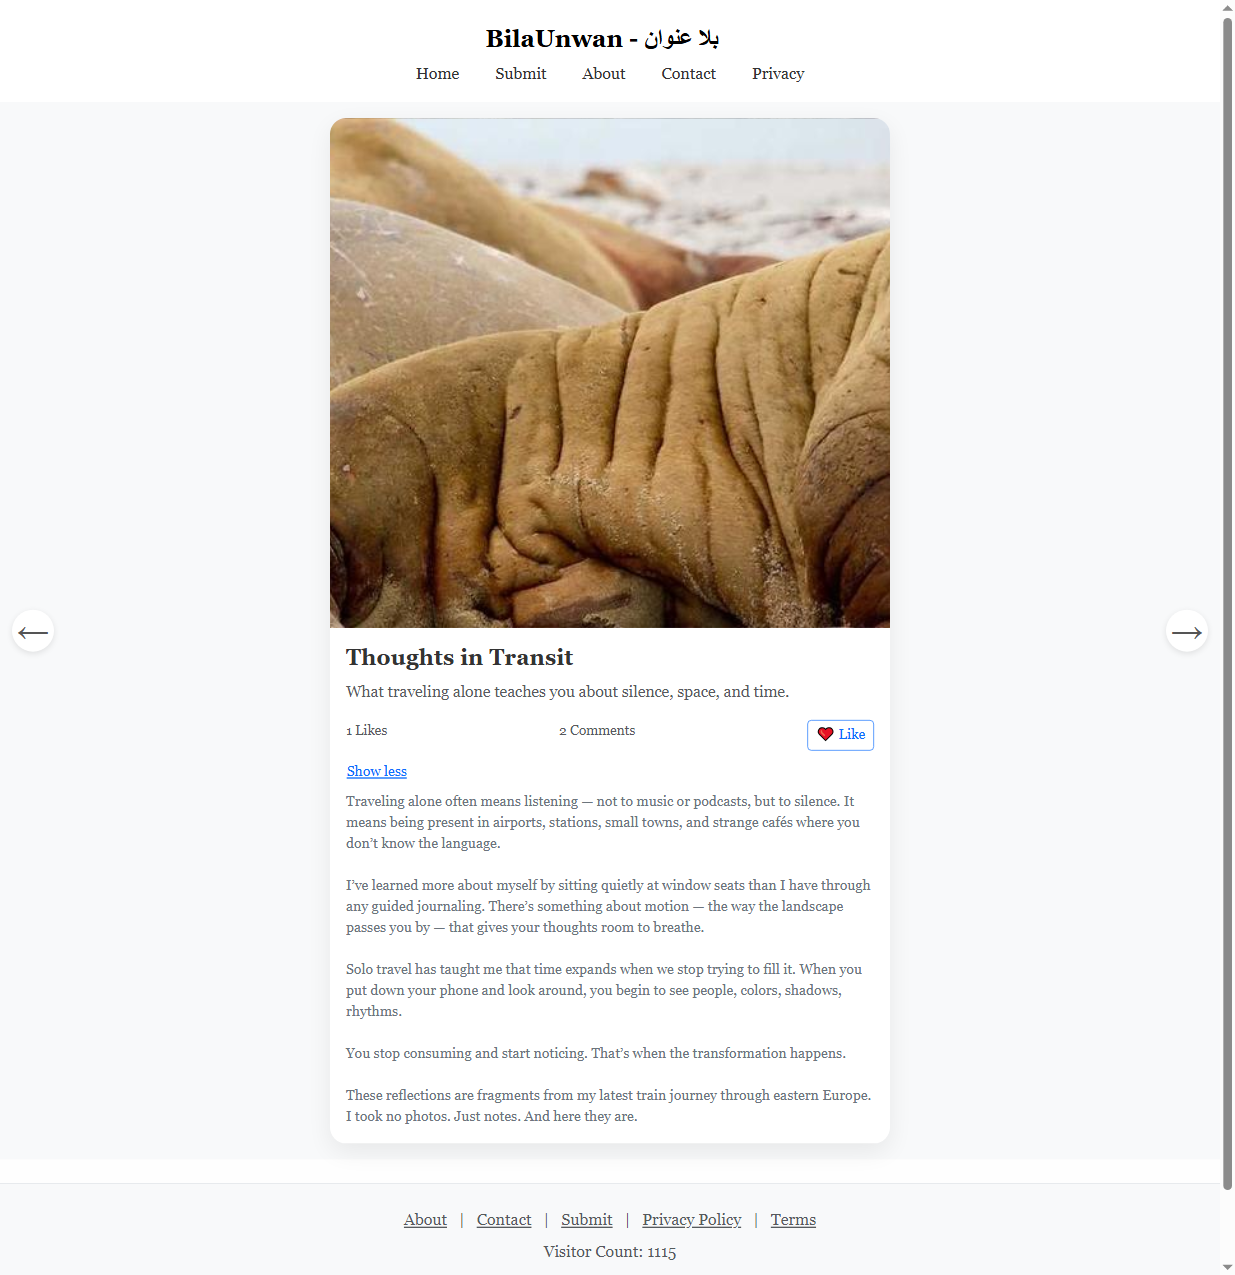 BilaUnwan - بلا عنوان
Home Submit About Contact Privacy
Thoughts in Transit
What traveling alone teaches you about silence, space, and time.
1 Likes 2 Comments ❤️ Like
Show less
Traveling alone often means listening — not to music or podcasts, but to silence. It
means being present in airports, stations, small towns, and strange cafés where you
don’t know the language.
I’ve learned more about myself by sitting quietly at window seats than I have through
any guided journaling. There’s something about motion — the way the landscape
passes you by — that gives your thoughts room to breathe.
Solo travel has taught me that time expands when we stop trying to fill it. When you
put down your phone and look around, you begin to see people, colors, shadows,
rhythms.
You stop consuming and start noticing. That’s when the transformation happens.
These reflections are fragments from my latest train journey through eastern Europe.
I took no photos. Just notes. And here they are.
About | Contact | Submit | Privacy Policy | Terms
Visitor Count: 1115